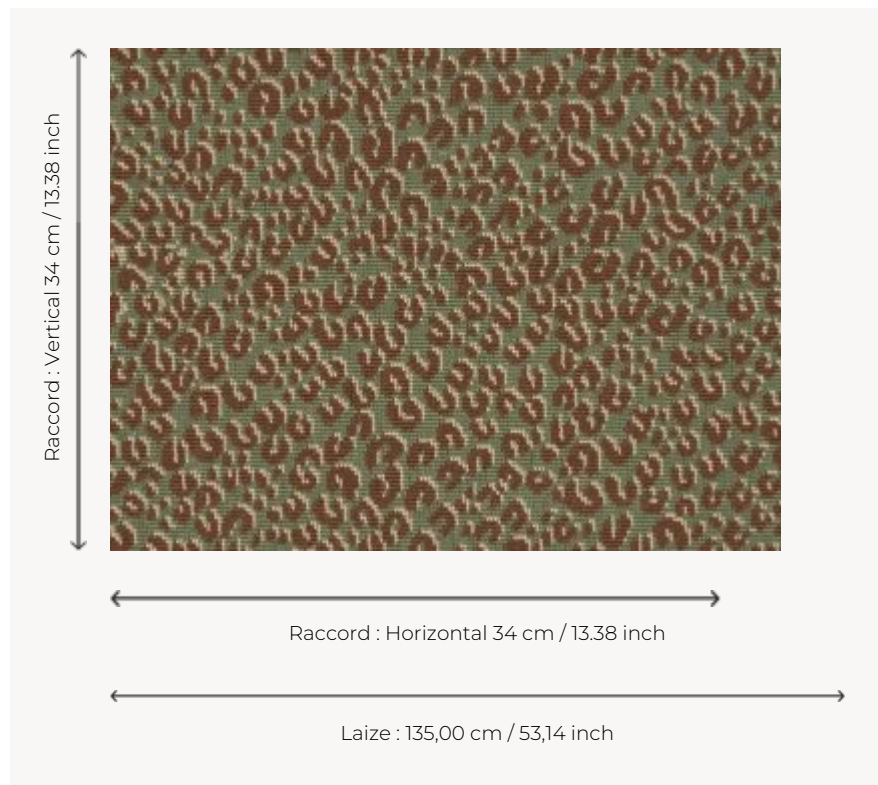 Raccord : Vertical 34 cm / 13.38 inch
Raccord : Horizontal 34 cm / 13.38 inch
Laize : 135,00 cm / 53,14 inch